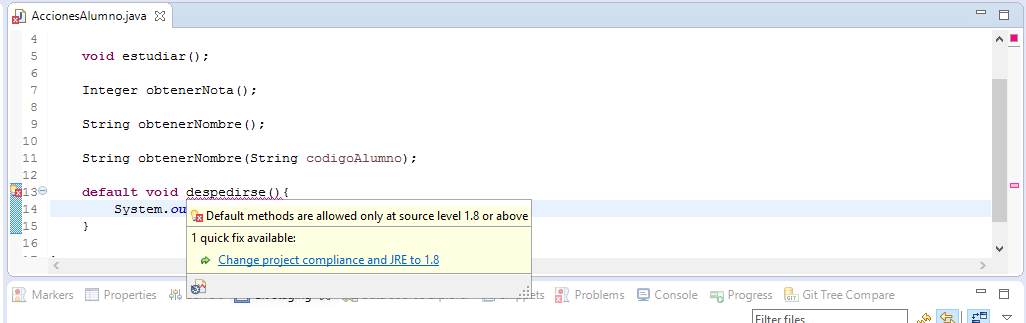 AccionesAlumno.java
4
5 void estudiar();
6
7 Integer obtenerNota();
8
9 String obtenerNombre();
10
11 String obtenerNombre(String codigoAlumno);
12
13 default void despedirse(){
14 System.ou
15 }
16
Default methods are allowed only at source level 1.8 or above
1 quick fix available:
Change project compliance and JRE to 1.8
Markers Properties Problems Console Progress Git Tree Compare
Filter files